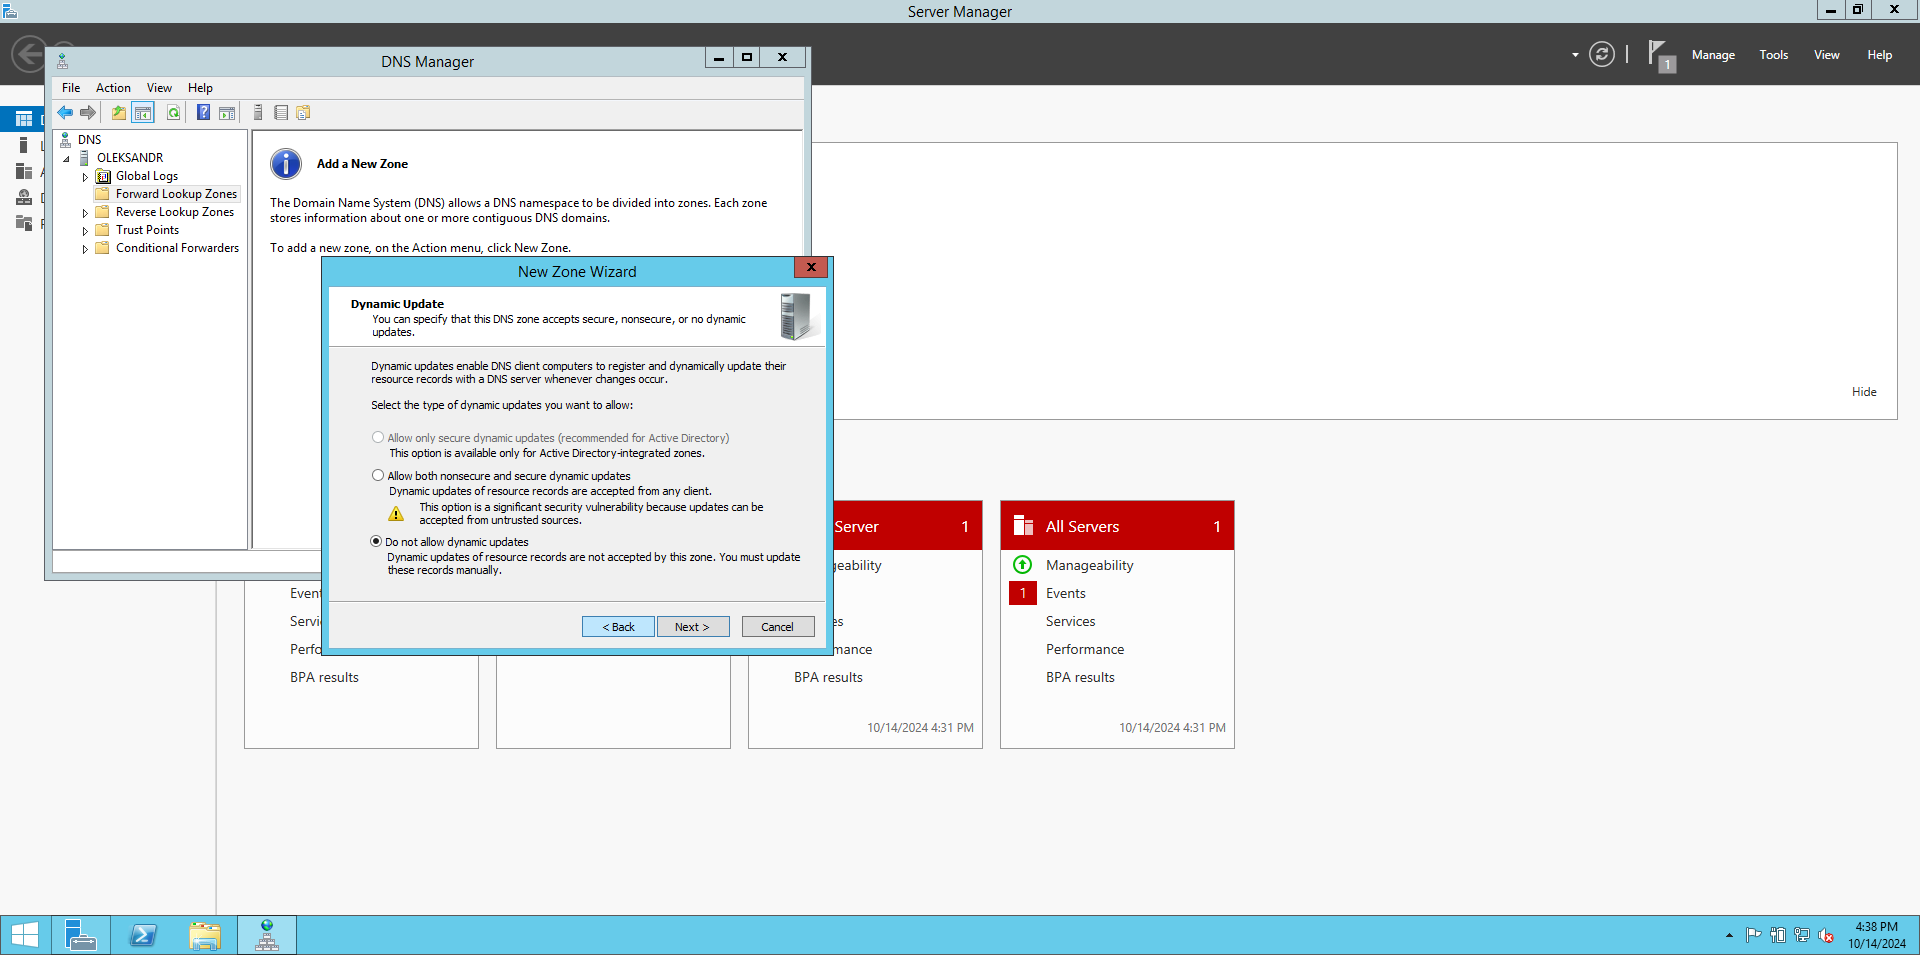 Server Manager
1
Manage
Tools
View
Help
DNS Manager
File
Action
View
Help
DNS
OLEKSANDR
Global Logs
Forward Lookup Zones
Reverse Lookup Zones
Trust Points
Conditional Forwarders
Add a New Zone
The Domain Name System (DNS) allows a DNS namespace to be divided into zones. Each zone
stores information about one or more contiguous DNS domains.
To add a new zone, on the Action menu, click New Zone.
New Zone Wizard
Dynamic Update
You can specify that this DNS zone accepts secure, nonsecure, or no dynamic
updates.
Dynamic updates enable DNS client computers to register and dynamically update their
resource records with a DNS server whenever changes occur.
Select the type of dynamic updates you want to allow:
Allow only secure dynamic updates (recommended for Active Directory)
This option is available only for Active Directory-integrated zones.
Allow both nonsecure and secure dynamic updates
Dynamic updates of resource records are accepted from any client.
This option is a significant security vulnerability because updates can be
accepted from untrusted sources.
Do not allow dynamic updates
Dynamic updates of resource records are not accepted by this zone. You must update
these records manually.
< Back
Next >
Cancel
Hide
Event
Servi
Perfo
BPA results
Server 1
geability
es
mance
BPA results
10/14/2024 4:31 PM
All Servers 1
Manageability
1 Events
Services
Performance
BPA results
10/14/2024 4:31 PM
4:38 PM
10/14/2024